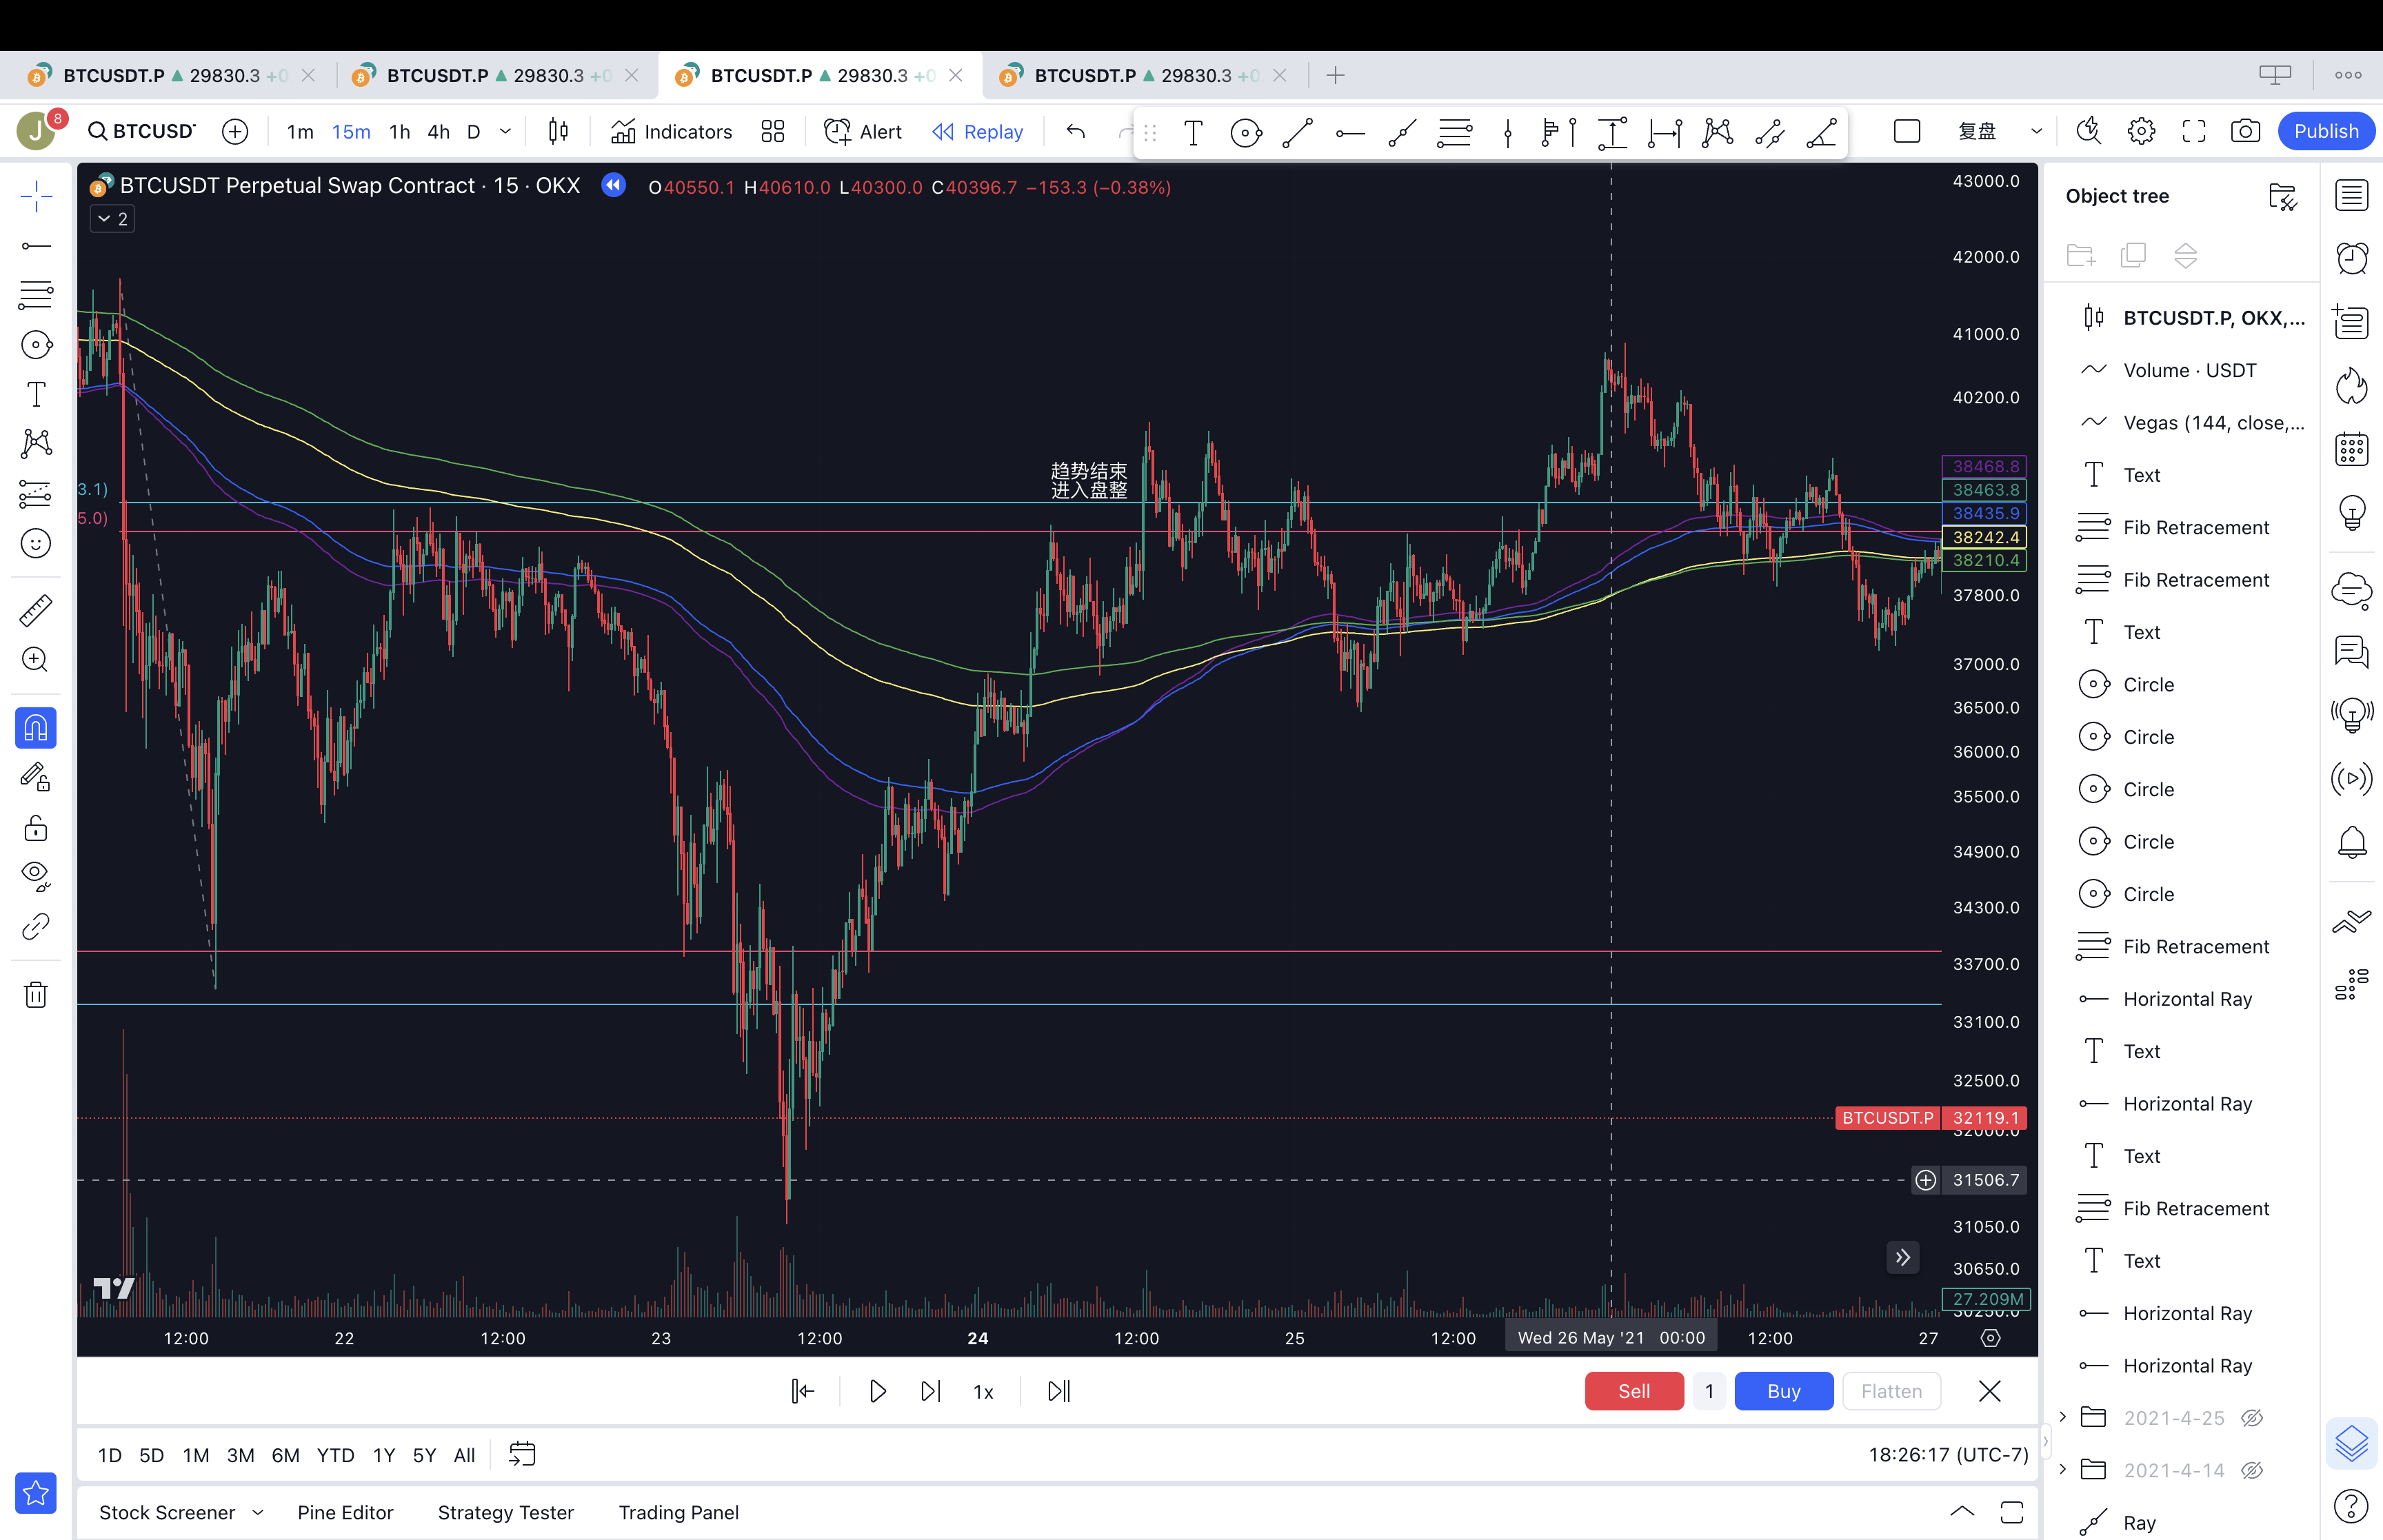 BTCUSDT.P ▲ 29830.3 +0
BTCUSDT.P ▲ 29830.3 +0
BTCUSDT.P ▲ 29830.3 +0
BTCUSDT.P ▲ 29830.3 +0
J
8
BTCUSDT
1m 15m 1h 4h D
Indicators
Alert
Replay
复盘
Publish
BTCUSDT Perpetual Swap Contract · 15 · OKX
O40550.1 H40610.0 L40300.0 C40396.7 −153.3 (−0.38%)
2
趋势结束
进入盘整
3.1)
5.0)
43000.0
42000.0
41000.0
40200.0
38468.8
38463.8
38435.9
38242.4
38210.4
37800.0
37000.0
36500.0
36000.0
35500.0
34900.0
34300.0
33700.0
33100.0
32500.0
BTCUSDT.P 32119.1
32000.0
31506.7
31050.0
30650.0
27.209M
30250.0
12:00 22 12:00 23 12:00 24 12:00 25 12:00 Wed 26 May '21 00:00 12:00 27
1x
Sell 1 Buy Flatten
1D 5D 1M 3M 6M YTD 1Y 5Y All
18:26:17 (UTC-7)
Stock Screener Pine Editor Strategy Tester Trading Panel
Object tree
BTCUSDT.P, OKX,...
Volume · USDT
Vegas (144, close,...
Text
Fib Retracement
Fib Retracement
Text
Circle
Circle
Circle
Circle
Circle
Fib Retracement
Horizontal Ray
Text
Horizontal Ray
Text
Fib Retracement
Text
Horizontal Ray
Horizontal Ray
2021-4-25
2021-4-14
Ray